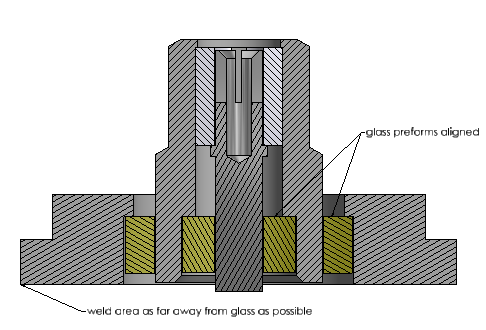 glass preforms aligned
weld area as far away from glass as possible